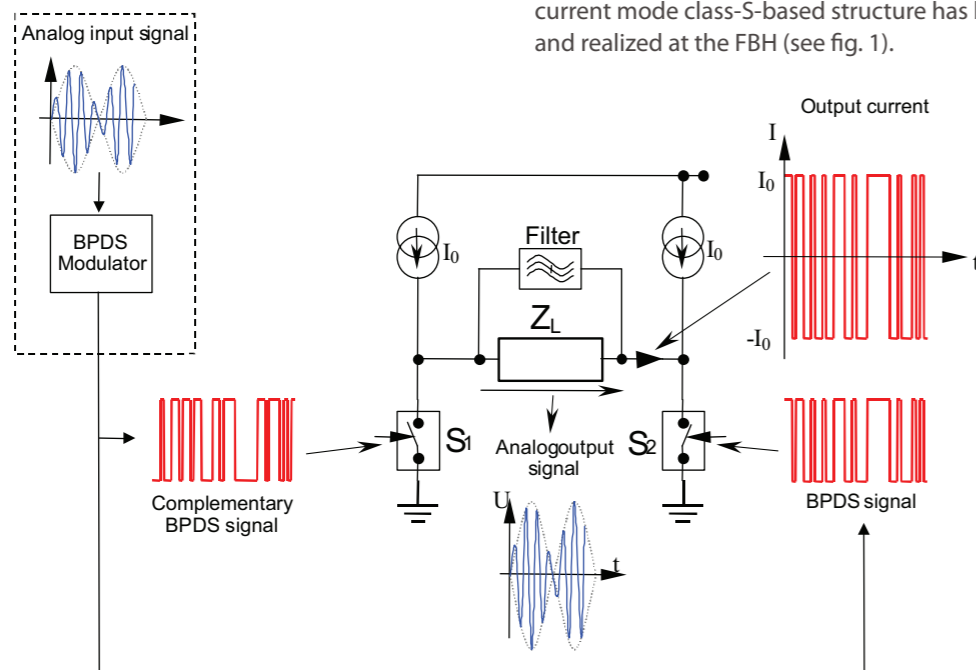 current mode class-S-based structure has
and realized at the FBH (see fig. 1).
Analog input signal
BPDS
Modulator
Output current
I
I0
-I0
t
I0
Filter
I0
ZL
S1
S2
Analogoutput
signal
U
t
Complementary
BPDS signal
BPDS signal